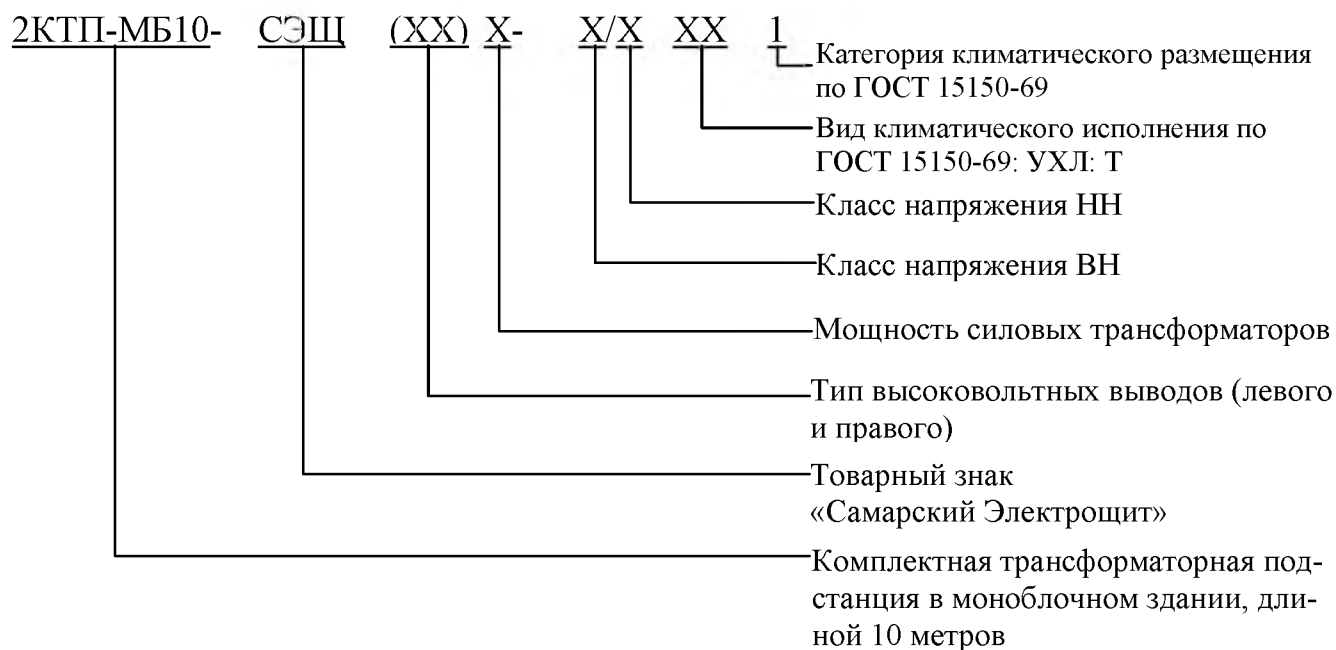 2КТП-МБ10- СЭЩ (ХХ) Х- Х/Х ХХ 1
Категория климатического размещения
по ГОСТ 15150-69
Вид климатического исполнения по
ГОСТ 15150-69: УХЛ: Т
Класс напряжения НН
Класс напряжения ВН
Мощность силовых трансформаторов
Тип высоковольтных выводов (левого
и правого)
Товарный знак
«Самарский Электрощит»
Комплектная трансформаторная под-
станция в моноблочном здании, дли-
ной 10 метров